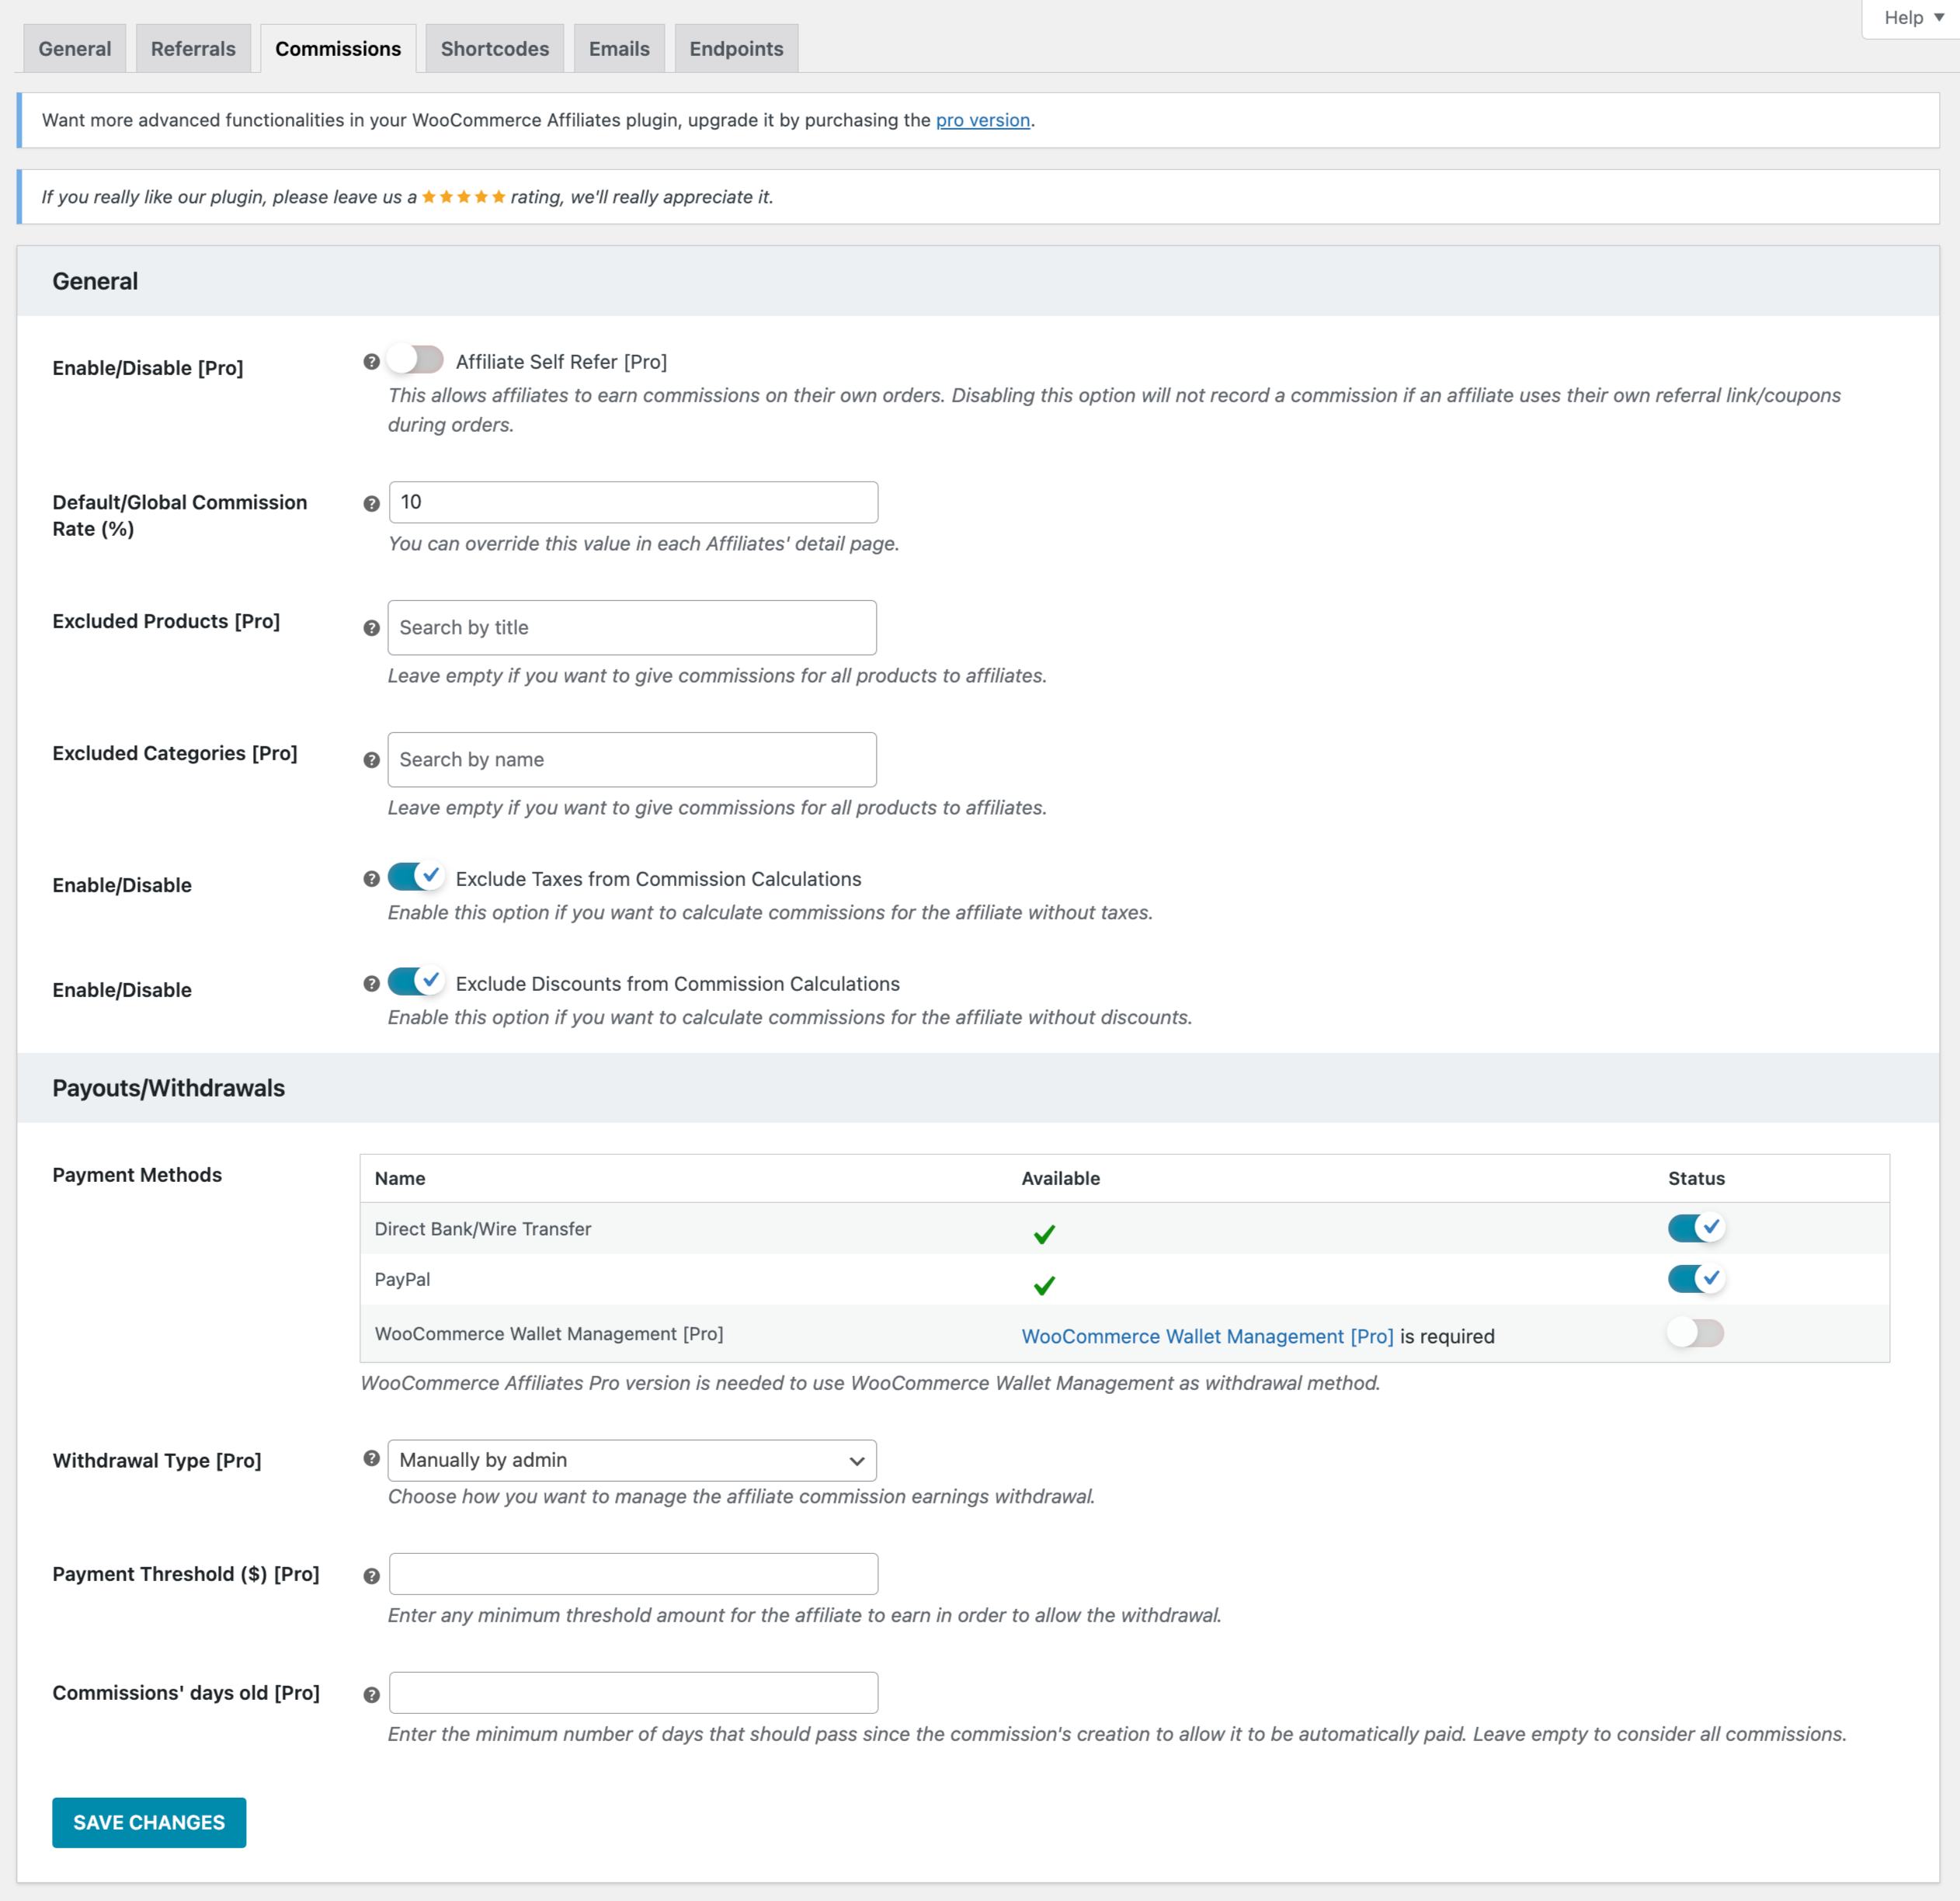 Help ▼
General Referrals Commissions Shortcodes Emails Endpoints
Want more advanced functionalities in your WooCommerce Affiliates plugin, upgrade it by purchasing the pro version.
If you really like our plugin, please leave us a ★★★★★ rating, we'll really appreciate it.
General
Enable/Disable [Pro]
Affiliate Self Refer [Pro]
This allows affiliates to earn commissions on their own orders. Disabling this option will not record a commission if an affiliate uses their own referral link/coupons
during orders.
Default/Global Commission
Rate (%)
10
You can override this value in each Affiliates' detail page.
Excluded Products [Pro]
Search by title
Leave empty if you want to give commissions for all products to affiliates.
Excluded Categories [Pro]
Search by name
Leave empty if you want to give commissions for all products to affiliates.
Enable/Disable
Exclude Taxes from Commission Calculations
Enable this option if you want to calculate commissions for the affiliate without taxes.
Enable/Disable
Exclude Discounts from Commission Calculations
Enable this option if you want to calculate commissions for the affiliate without discounts.
Payouts/Withdrawals
Payment Methods
Name Available Status
Direct Bank/Wire Transfer
PayPal
WooCommerce Wallet Management [Pro] WooCommerce Wallet Management [Pro] is required
WooCommerce Affiliates Pro version is needed to use WooCommerce Wallet Management as withdrawal method.
Withdrawal Type [Pro]
Manually by admin
Choose how you want to manage the affiliate commission earnings withdrawal.
Payment Threshold ($) [Pro]
Enter any minimum threshold amount for the affiliate to earn in order to allow the withdrawal.
Commissions' days old [Pro]
Enter the minimum number of days that should pass since the commission's creation to allow it to be automatically paid. Leave empty to consider all commissions.
SAVE CHANGES